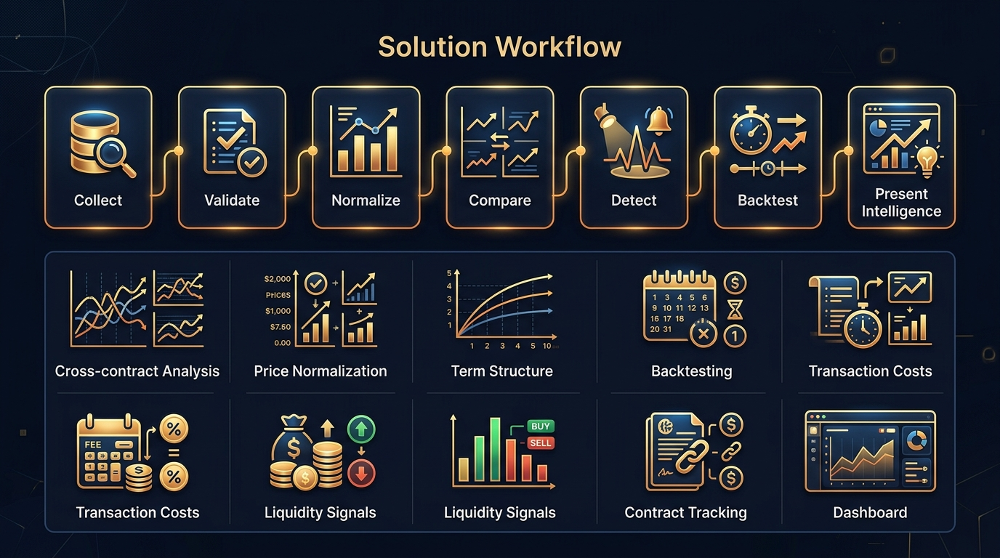 Solution Workflow
Collect
Validate
Normalize
Compare
Detect
Backtest
Present
Intelligence
$2,000
PHC6S
$1,000
$7.60
0.00
5
4
3
2
1
1 2 3 4 5 10
1 3 4 5 6
9 10 11 12 13
16 17 18
20 31
$
1
Cross-contract Analysis
Price Normalization
Term Structure
Backtesting
Transaction Costs
FEE
%
=
%
$
$
$
BUY
SELL
$
$
Transaction Costs
Liquidity Signals
Liquidity Signals
Contract Tracking
Dashboard